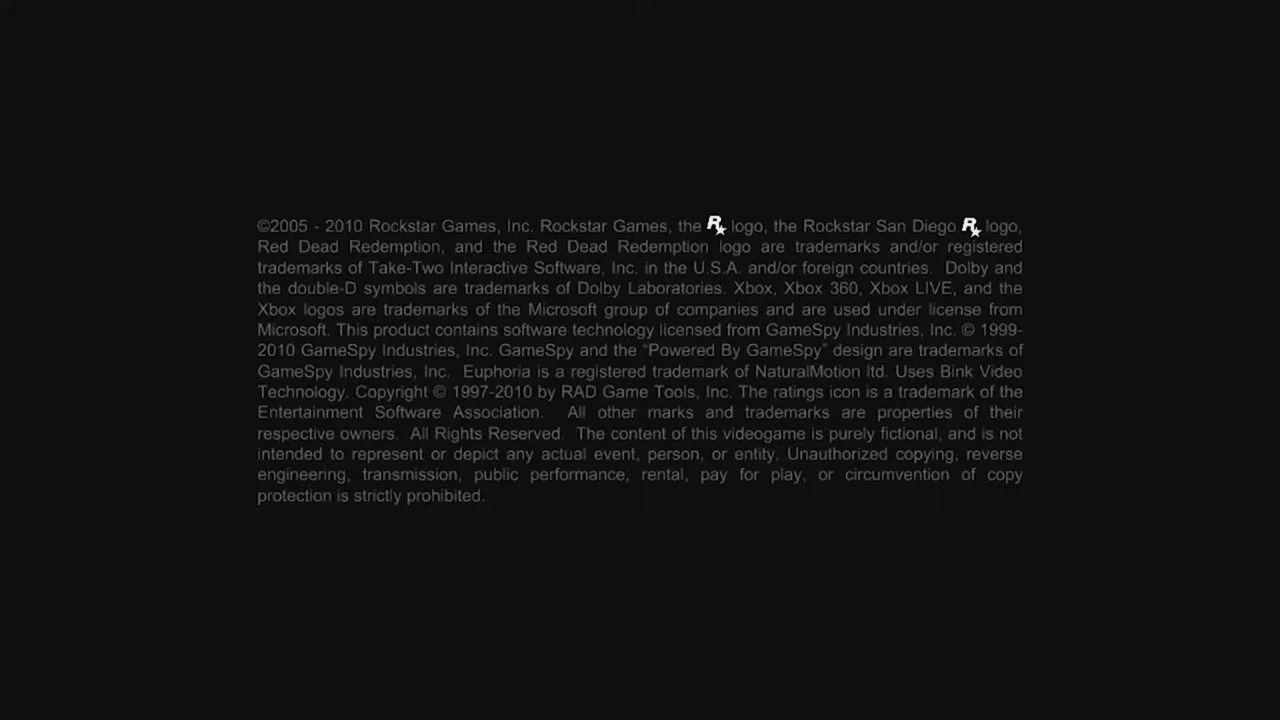 ©2005 - 2010 Rockstar Games, Inc. Rockstar Games, the R logo, the Rockstar San Diego R logo,
Red Dead Redemption, and the Red Dead Redemption logo are trademarks and/or registered
trademarks of Take-Two Interactive Software, Inc. in the U.S.A. and/or foreign countries. Dolby and
the double-D symbols are trademarks of Dolby Laboratories. Xbox, Xbox 360, Xbox LIVE, and the
Xbox logos are trademarks of the Microsoft group of companies and are used under license from
Microsoft. This product contains software technology licensed from GameSpy Industries, Inc. © 1999-
2010 GameSpy Industries, Inc. GameSpy and the “Powered By GameSpy” design are trademarks of
GameSpy Industries, Inc. Euphoria is a registered trademark of NaturalMotion ltd. Uses Bink Video
Technology. Copyright © 1997-2010 by RAD Game Tools, Inc. The ratings icon is a trademark of the
Entertainment Software Association. All other marks and trademarks are properties of their
respective owners. All Rights Reserved. The content of this videogame is purely fictional, and is not
intended to represent or depict any actual event, person, or entity. Unauthorized copying, reverse
engineering, transmission, public performance, rental, pay for play, or circumvention of copy
protection is strictly prohibited.